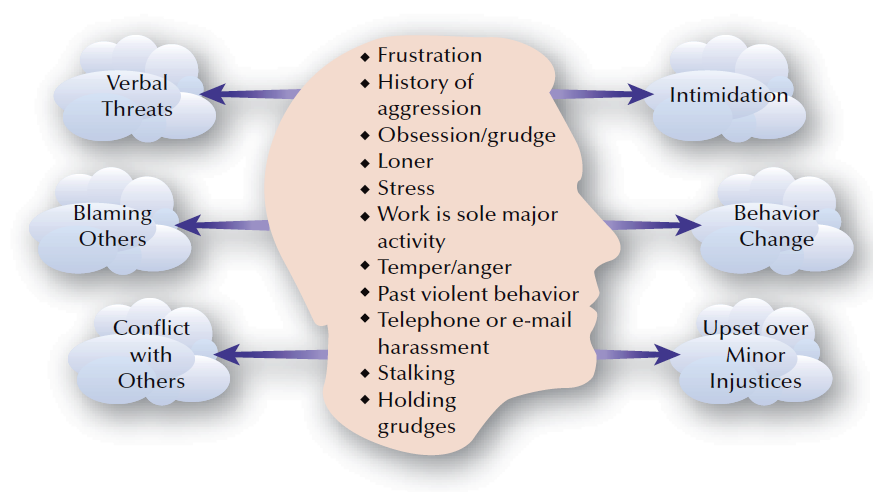 Verbal
Threats
Blaming
Others
Conflict
with
Others
◆ Frustration
◆ History of
aggression
◆ Obsession/grudge
◆ Loner
◆ Stress
◆ Work is sole major
activity
◆ Temper/anger
◆ Past violent behavior
◆ Telephone or e-mail
harassment
◆ Stalking
◆ Holding
grudges
Intimidation
Behavior
Change
Upset over
Minor
Injustices